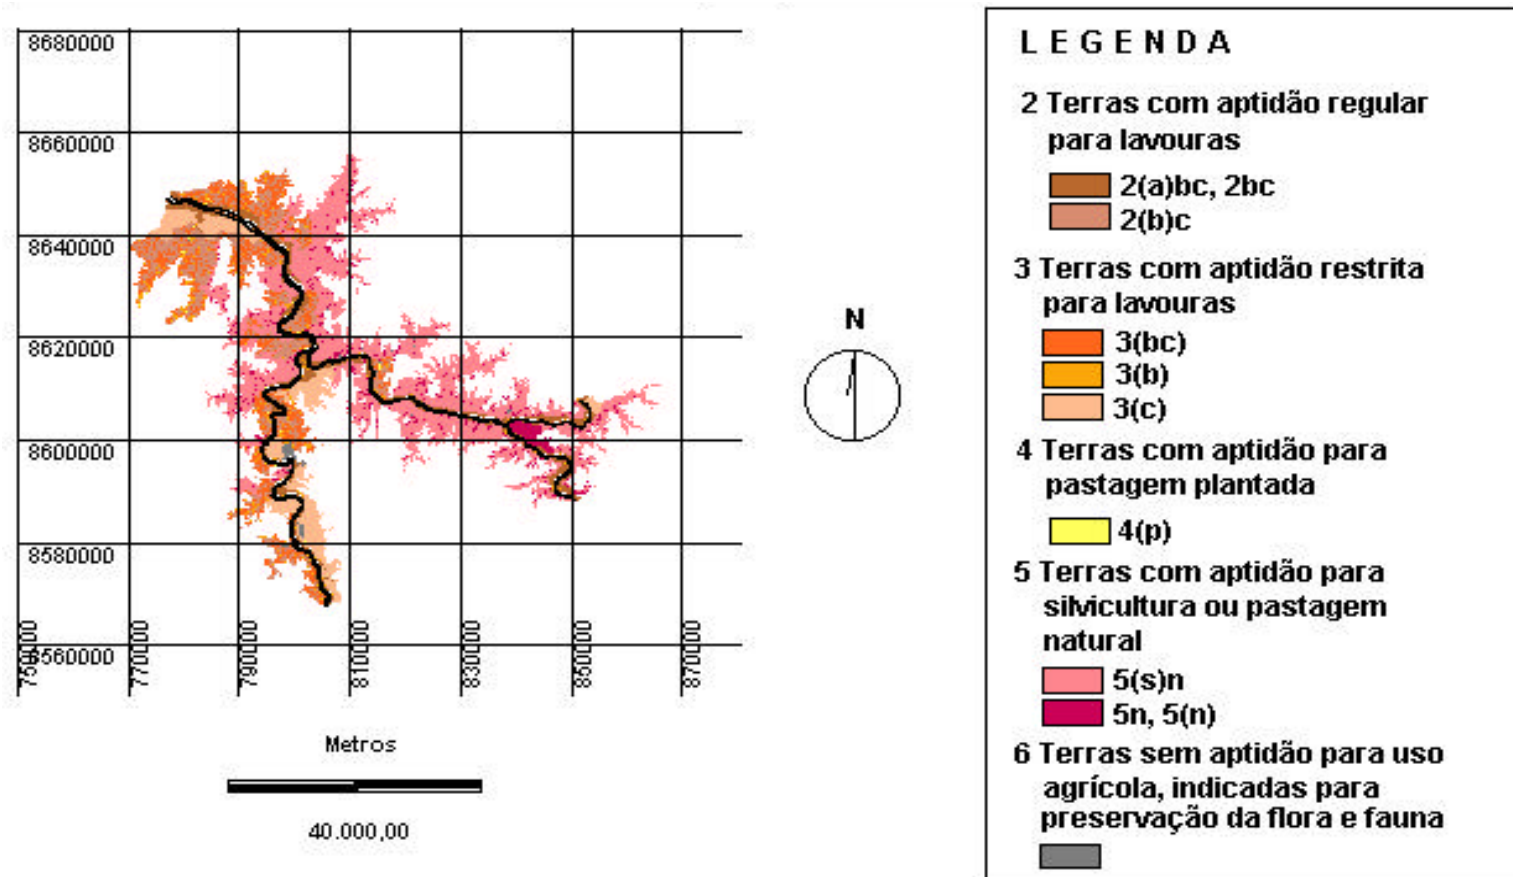 8680000
8660000
8640000
8620000
8600000
8580000
8560000
750000
770000
790000
810000
830000
850000
870000
Metros
40.000,00
N
L E G E N D A
2 Terras com aptidão regular
para lavouras
2(a)bc, 2bc
2(b)c
3 Terras com aptidão restrita
para lavouras
3(bc)
3(b)
3(c)
4 Terras com aptidão para
pastagem plantada
4(p)
5 Terras com aptidão para
silvicultura ou pastagem
natural
5(s)n
5n, 5(n)
6 Terras sem aptidão para uso
agrícola, indicadas para
preservação da flora e fauna